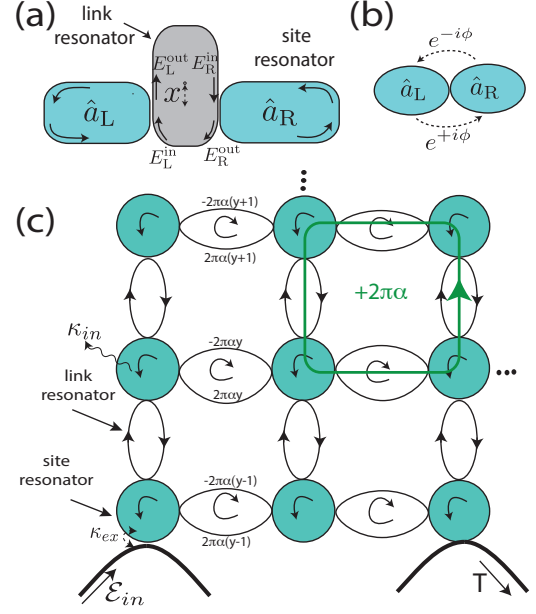 (a)
link
resonator
site
resonator
E_L^out
E_R^in
x
â_L
â_R
E_L^in
E_R^out
(b)
e^{-iφ}
â_L
â_R
e^{+iφ}
(c)
-2πα(y+1)
2πα(y+1)
+2πα
κ_in
-2παy
2παy
link
resonator
site
resonator
-2πα(y-1)
2πα(y-1)
κ_ex
ℰ_in
T